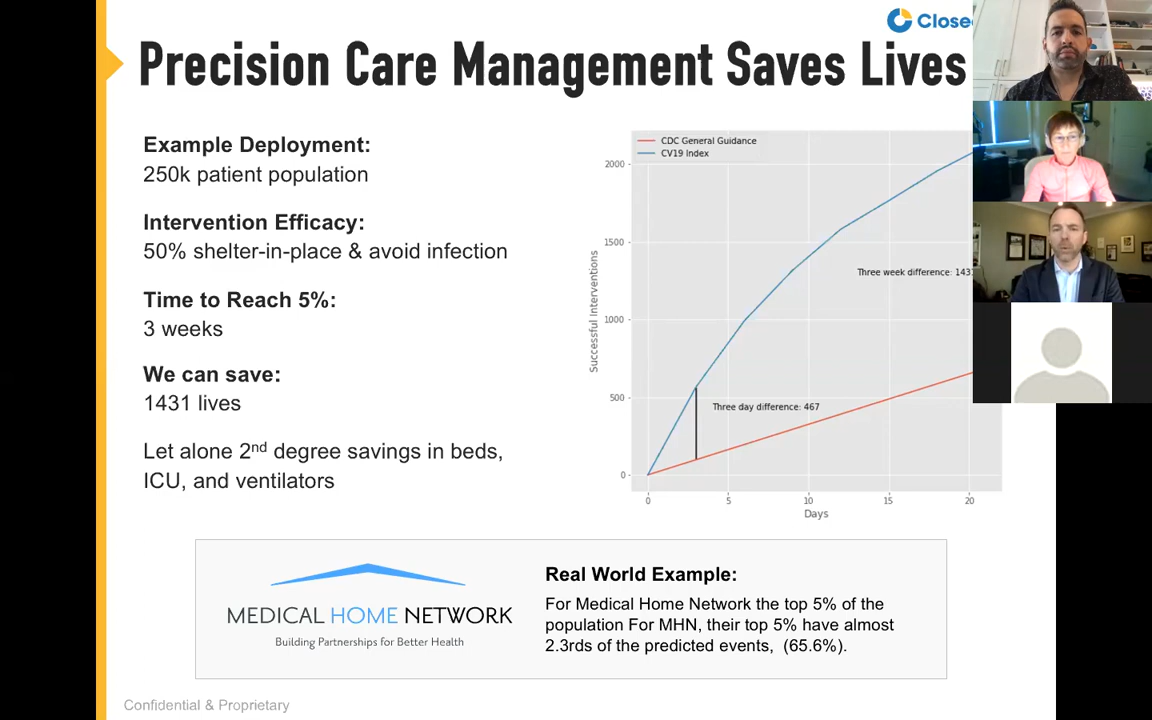 Close
Precision Care Management Saves Lives
Example Deployment:
250k patient population
Intervention Efficacy:
50% shelter-in-place & avoid infection
Time to Reach 5%:
3 weeks
We can save:
1431 lives
Let alone 2nd degree savings in beds,
ICU, and ventilators
CDC General Guidance
CV19 Index
2000
1500
1000
500
0
Successful Interventions
Three week difference: 1431
Three day difference: 467
0 5 10 15 20
Days
MEDICAL HOME NETWORK
Building Partnerships for Better Health
Real World Example:
For Medical Home Network the top 5% of the
population For MHN, their top 5% have almost
2.3rds of the predicted events, (65.6%).
Confidential & Proprietary